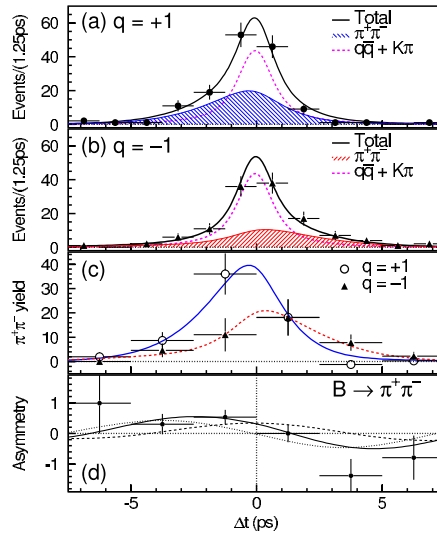 (a) q = +1
Total
π⁺π⁻
qq̅ + Kπ
Events/(1.25ps)
60
40
20
0
(b) q = −1
Total
π⁺π⁻
qq̅ + Kπ
Events/(1.25ps)
60
40
20
0
(c)
q = +1
q = −1
π⁺π⁻ yield
40
30
20
10
0
B → π⁺π⁻
Asymmetry
1
0
-1
(d)
-5 0 5
Δt (ps)